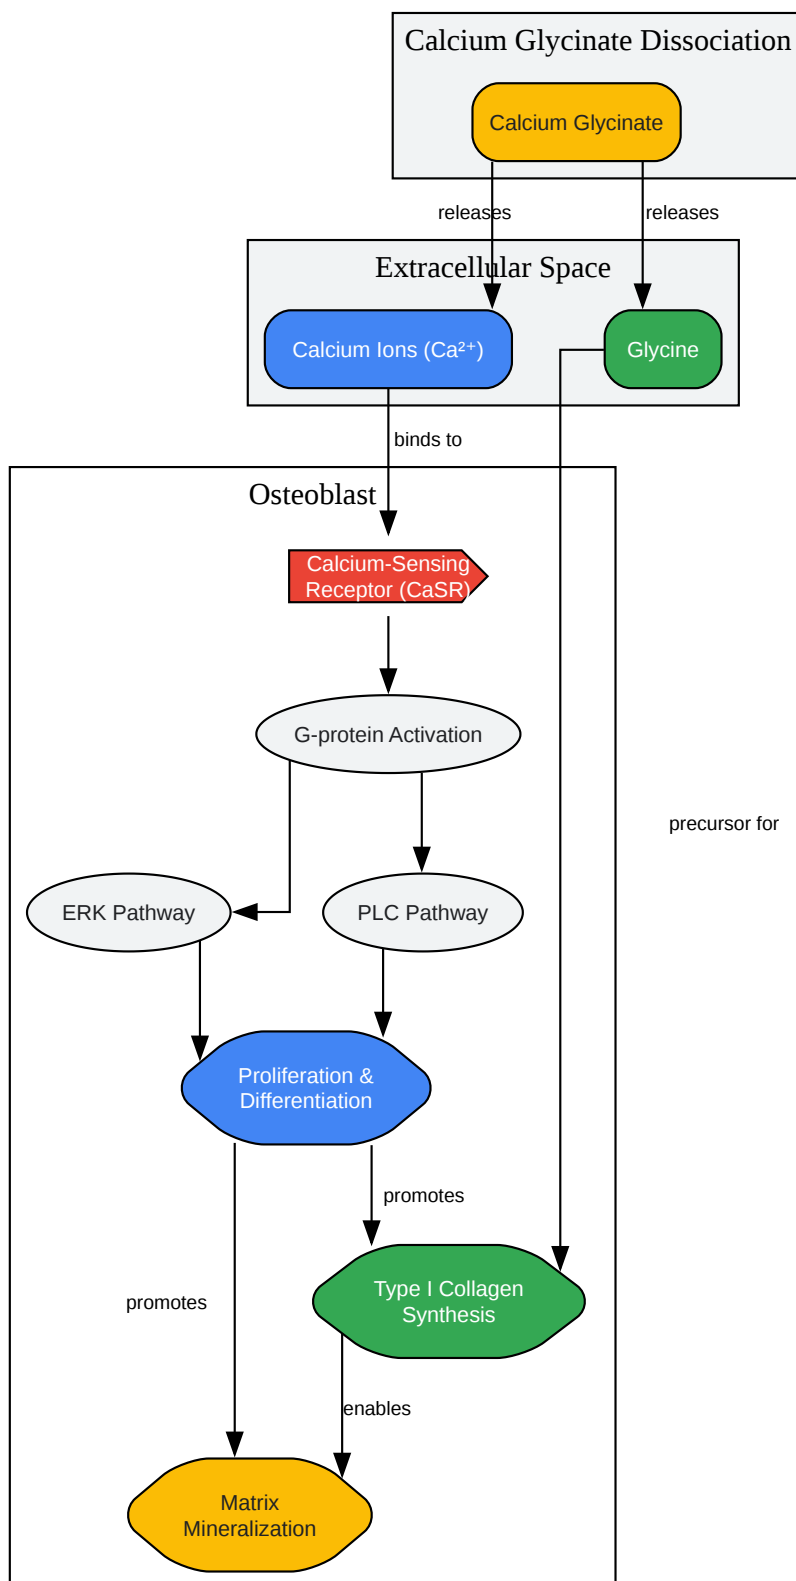 Calcium Glycinate Dissociation
Calcium Glycinate
releases
releases
Extracellular Space
Calcium Ions (Ca²⁺)
Glycine
binds to
Osteoblast
Calcium-Sensing
Receptor (CaSR)
G-protein Activation
precursor for
ERK Pathway
PLC Pathway
Proliferation &
Differentiation
promotes
Type I Collagen
Synthesis
promotes
enables
Matrix
Mineralization